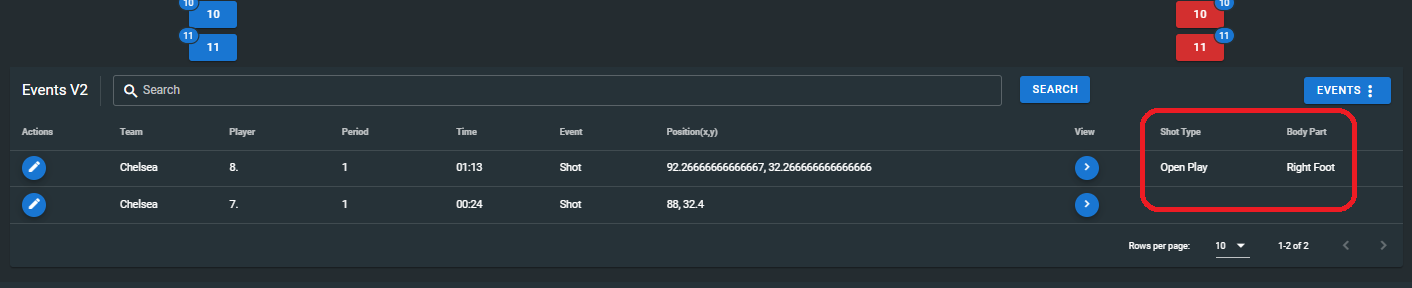 10 10 10 10
11 11 11 11
Events V2 Search SEARCH EVENTS
Actions Team Player Period Time Event Position(x,y) View Shot Type Body Part
Chelsea 8. 1 01:13 Shot 92.26666666666667, 32.266666666666666 Open Play Right Foot
Chelsea 7. 1 00:24 Shot 88, 32.4
Rows per page: 10 1-2 of 2